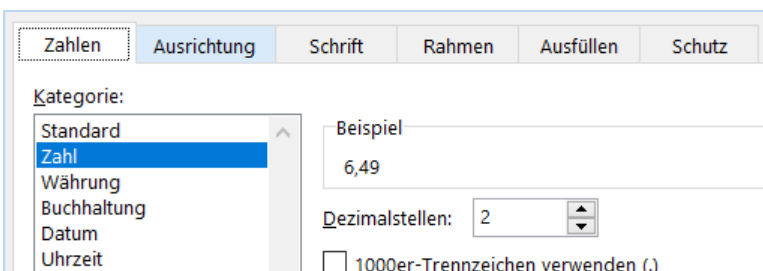 Zahlen Ausrichtung Schrift Rahmen Ausfüllen Schutz
Kategorie:
Standard
Zahl
Währung
Buchhaltung
Datum
Uhrzeit
Beispiel
6,49
Dezimalstellen: 2
1000er-Trennzeichen verwenden (.)